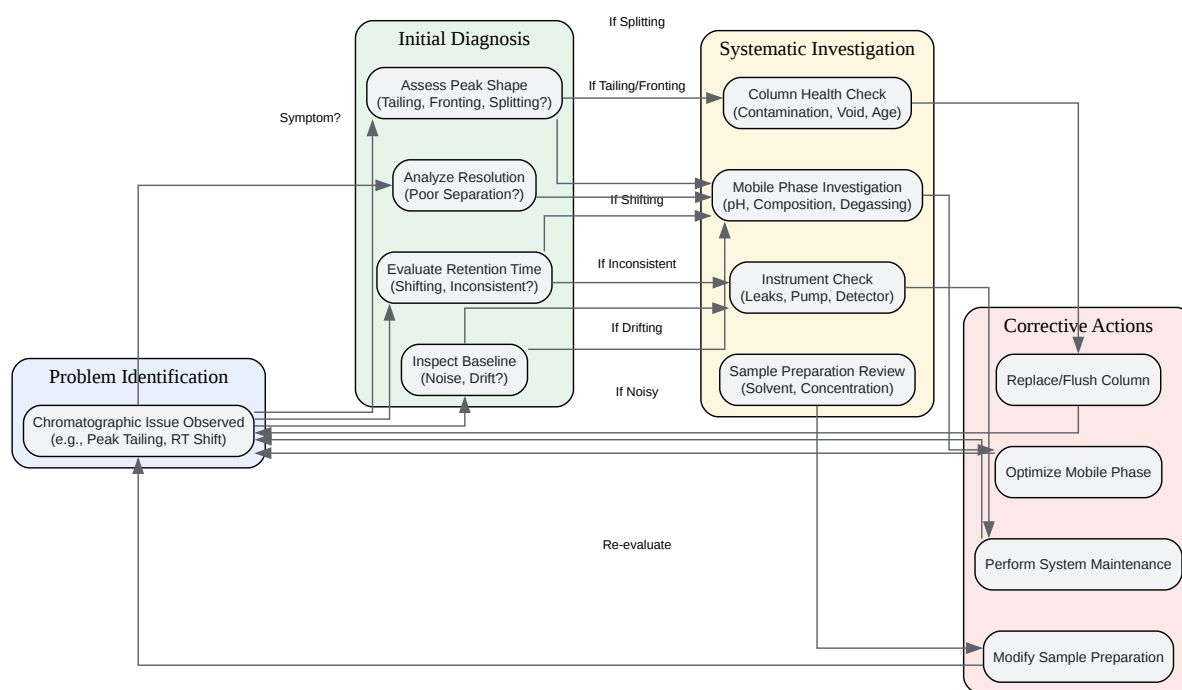 If Splitting
Initial Diagnosis
Systematic Investigation
Assess Peak Shape
(Tailing, Fronting, Splitting?)
If Tailing/Fronting
Column Health Check
(Contamination, Void, Age)
Symptom?
Analyze Resolution
(Poor Separation?)
If Shifting
Mobile Phase Investigation
(pH, Composition, Degassing)
Evaluate Retention Time
(Shifting, Inconsistent?)
If Inconsistent
Instrument Check
(Leaks, Pump, Detector)
If Drifting
Corrective Actions
Inspect Baseline
(Noise, Drift?)
If Noisy
Sample Preparation Review
(Solvent, Concentration)
Replace/Flush Column
Problem Identification
Chromatographic Issue Observed
(e.g., Peak Tailing, RT Shift)
Optimize Mobile Phase
Re-evaluate
Perform System Maintenance
Modify Sample Preparation